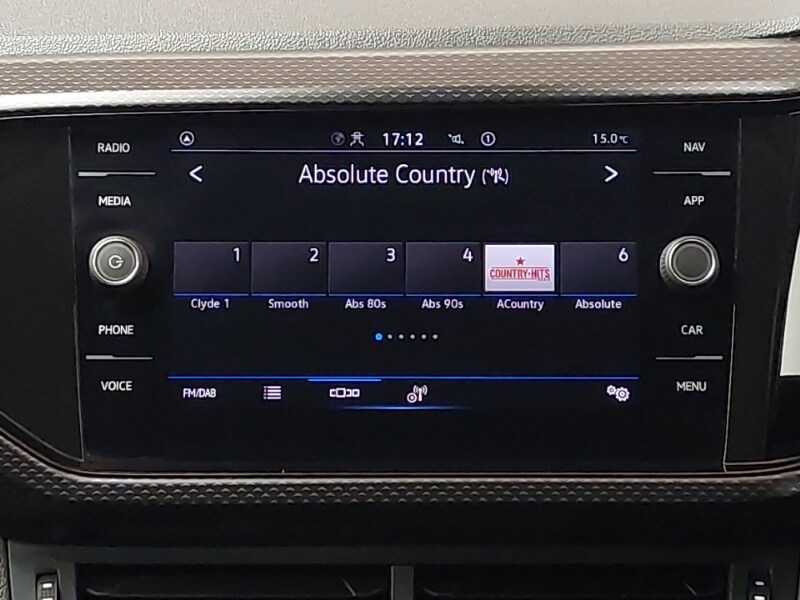 RADIO
MEDIA
PHONE
VOICE
17:12 1 15.0°C
< Absolute Country >
1 2 3 4 COUNTRY-HITS 6
Clyde 1 Smooth Abs 80s Abs 90s ACountry Absolute
FM/DAB
NAV
APP
CAR
MENU